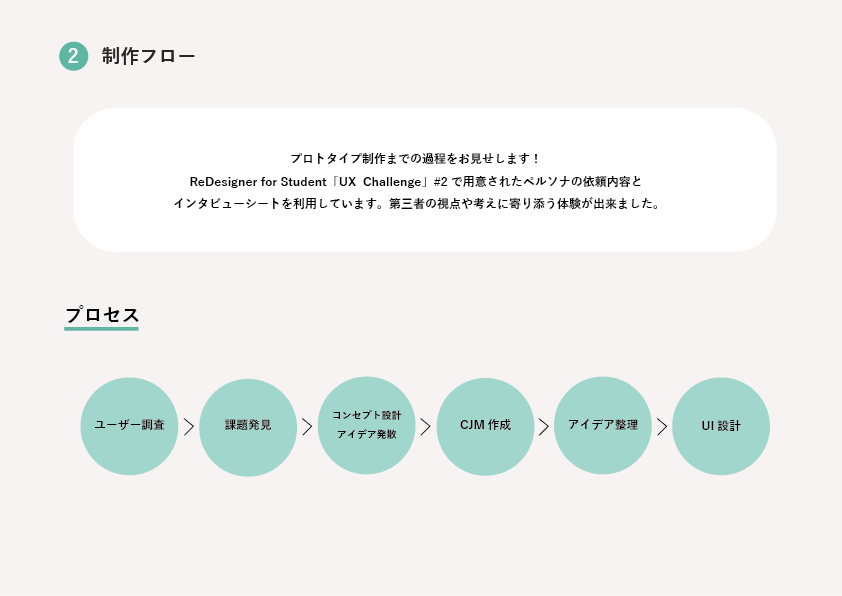 2 制作フロー
プロトタイプ制作までの過程をお見せします！
ReDesigner for Student「UX Challenge」#2 で用意されたペルソナの依頼内容と
インタビューシートを利用しています。第三者の視点や考えに寄り添う体験が出来ました。
プロセス
ユーザー調査
課題発見
コンセプト設計
アイデア発散
CJM 作成
アイデア整理
UI 設計